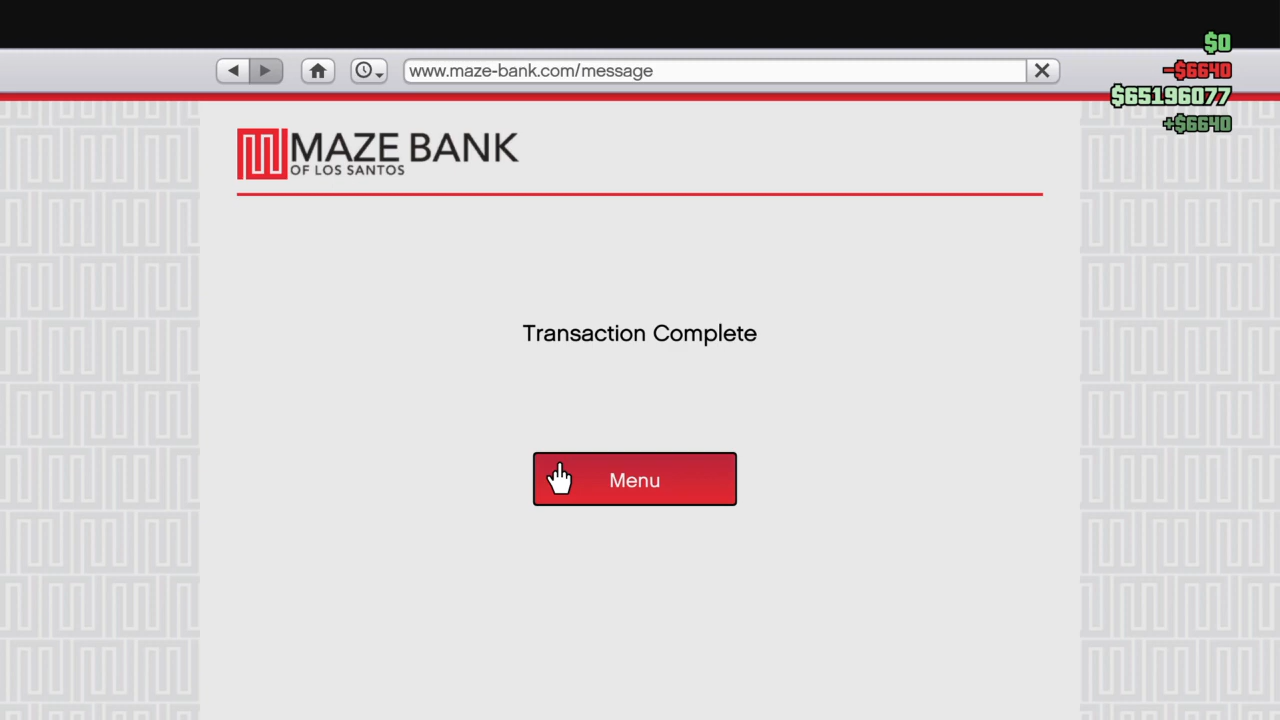 www.maze-bank.com/message
$0
-$6640
$65196077
+$6640
MAZE BANK
OF LOS SANTOS
Transaction Complete
Menu